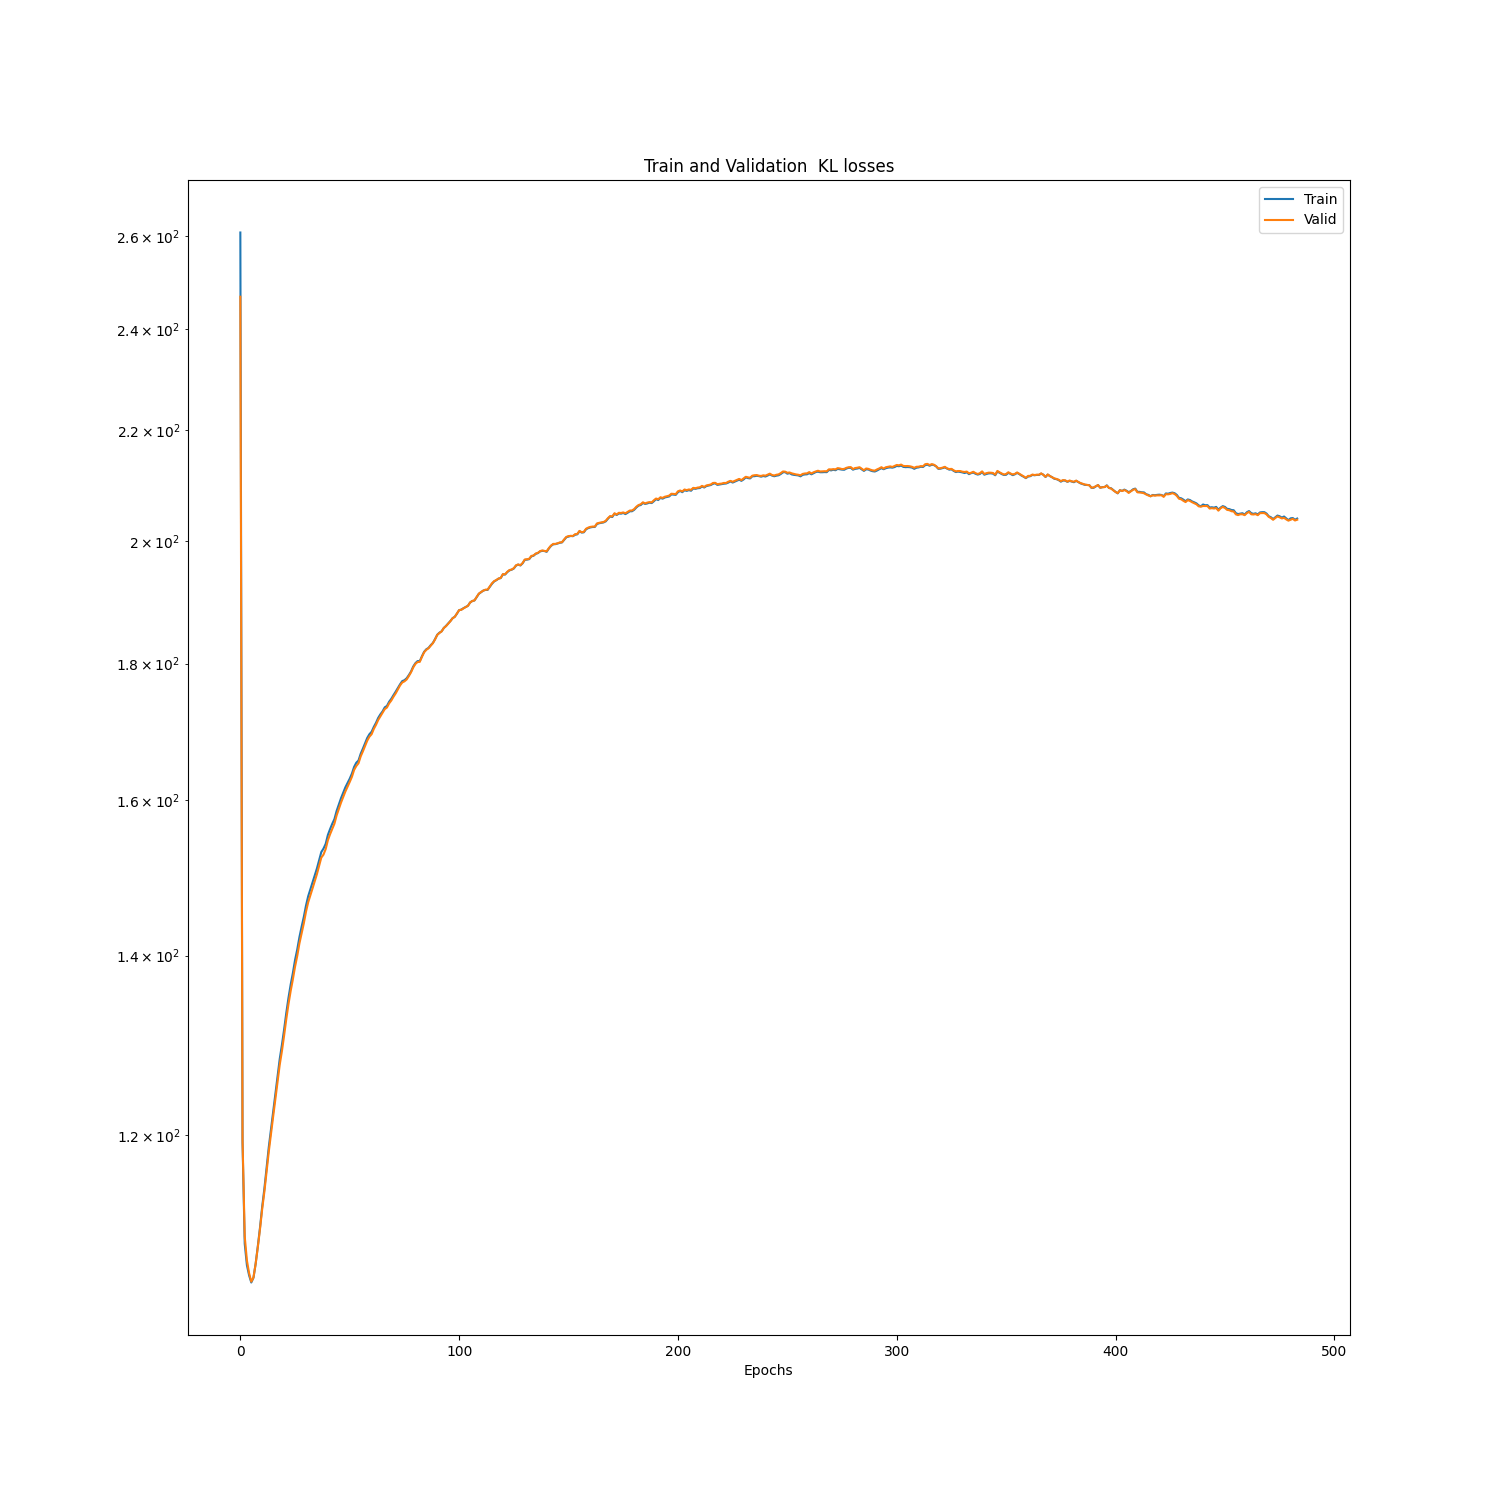 Train and Validation  KL losses
Train
Valid
2.6 × 10²
2.4 × 10²
2.2 × 10²
2 × 10²
1.8 × 10²
1.6 × 10²
1.4 × 10²
1.2 × 10²
0 100 200 300 400 500
Epochs